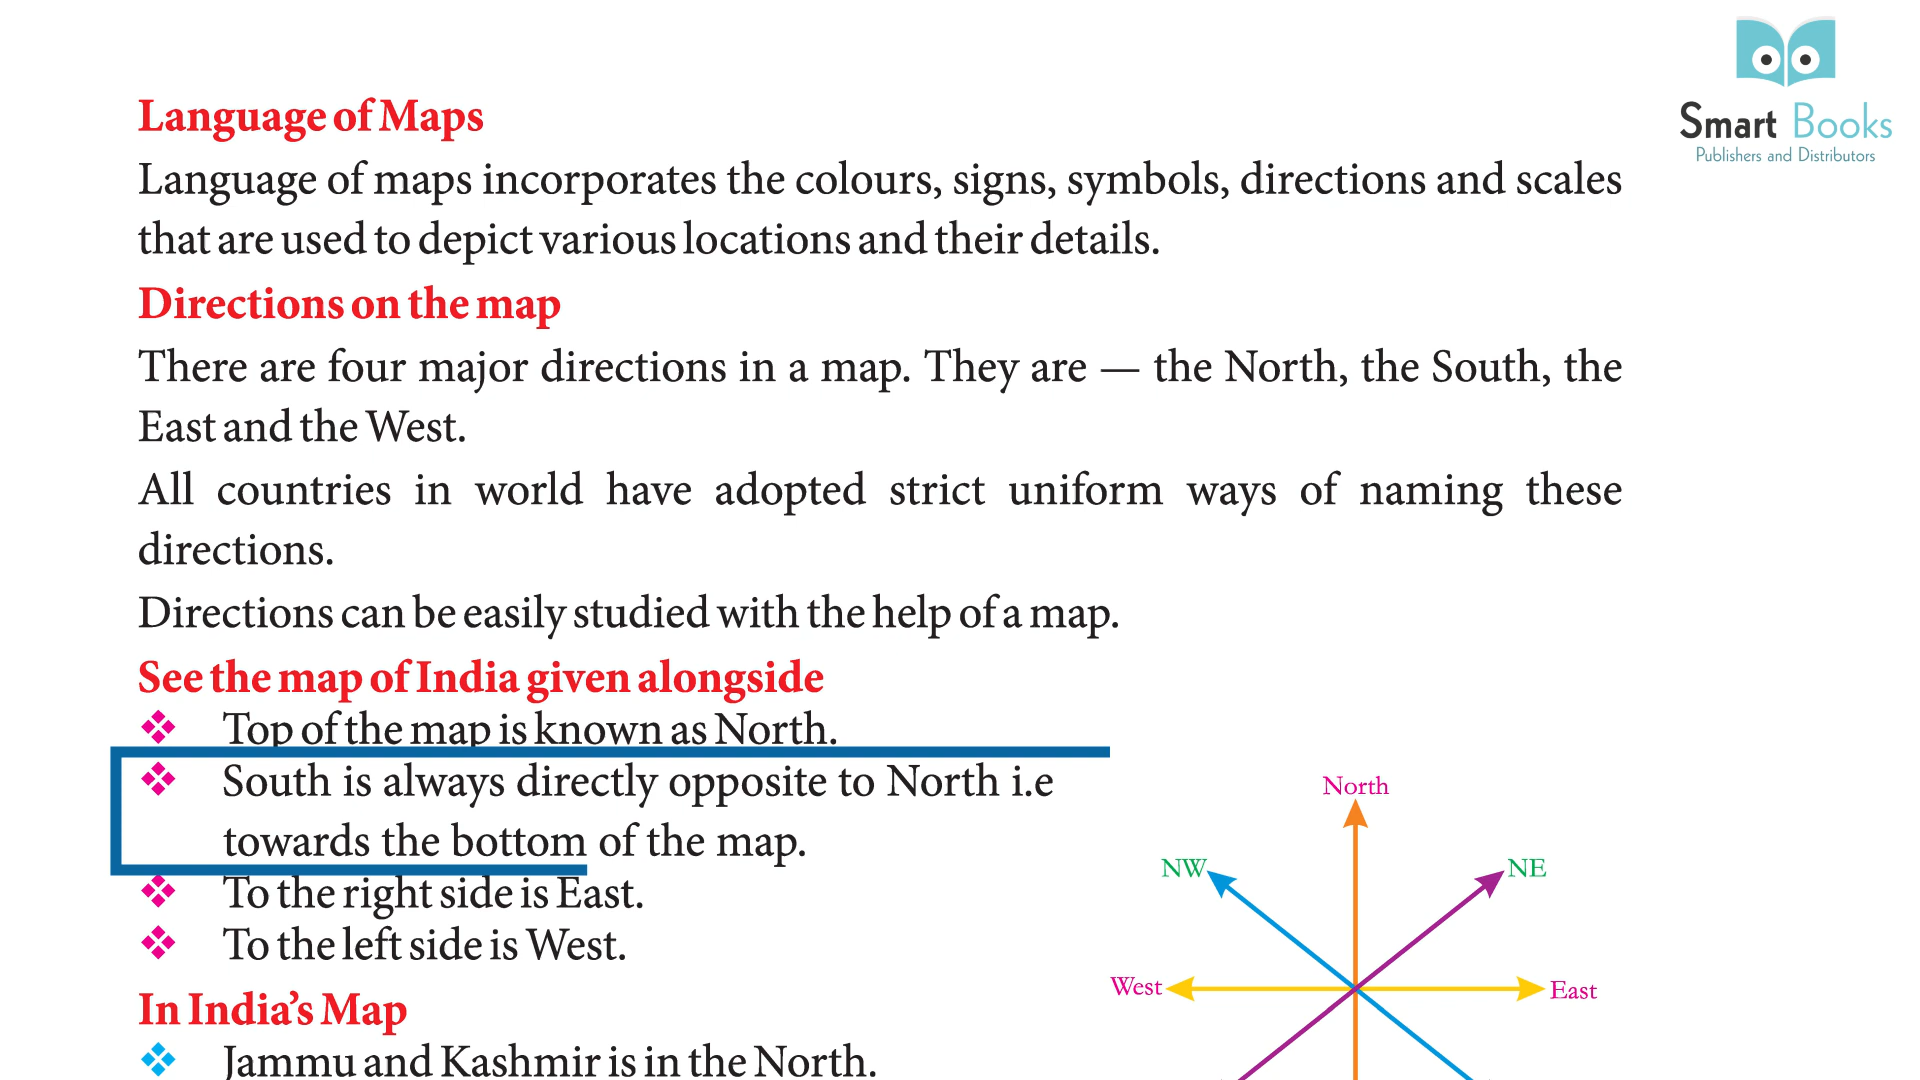 Smart Books
Publishers and Distributors
Language of Maps
Language of maps incorporates the colours, signs, symbols, directions and scales
that are used to depict various locations and their details.
Directions on the map
There are four major directions in a map. They are — the North, the South, the
East and the West.
All countries in world have adopted strict uniform ways of naming these
directions.
Directions can be easily studied with the help of a map.
See the map of India given alongside
❖ Top of the map is known as North.
❖ South is always directly opposite to North i.e
towards the bottom of the map.
❖ To the right side is East.
❖ To the left side is West.
In India's Map
❖ Jammu and Kashmir is in the North.
North
NW
NE
West
East